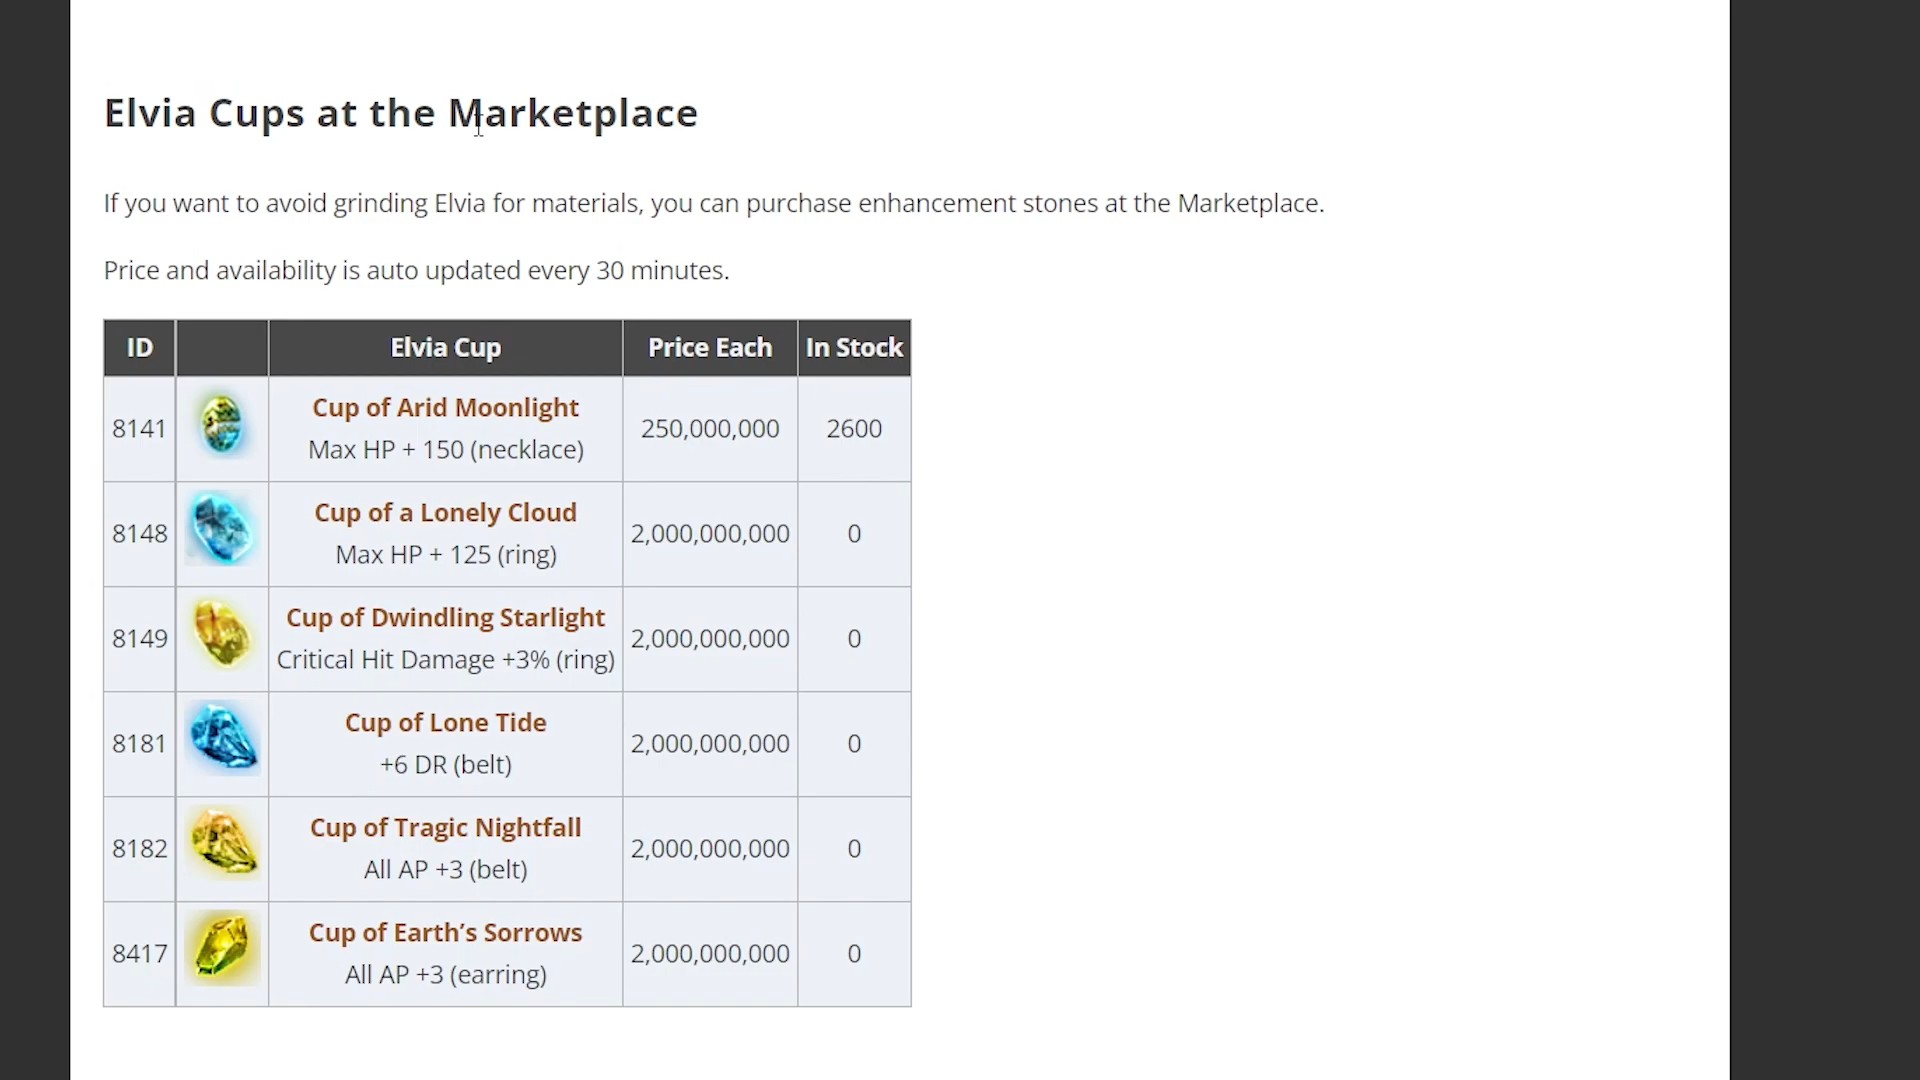 Elvia Cups at the Marketplace
If you want to avoid grinding Elvia for materials, you can purchase enhancement stones at the Marketplace.
Price and availability is auto updated every 30 minutes.
ID Elvia Cup Price Each In Stock
8141 Cup of Arid Moonlight 250,000,000 2600
Max HP + 150 (necklace)
8148 Cup of a Lonely Cloud 2,000,000,000 0
Max HP + 125 (ring)
8149 Cup of Dwindling Starlight 2,000,000,000 0
Critical Hit Damage +3% (ring)
8181 Cup of Lone Tide 2,000,000,000 0
+6 DR (belt)
8182 Cup of Tragic Nightfall 2,000,000,000 0
All AP +3 (belt)
8417 Cup of Earth’s Sorrows 2,000,000,000 0
All AP +3 (earring)